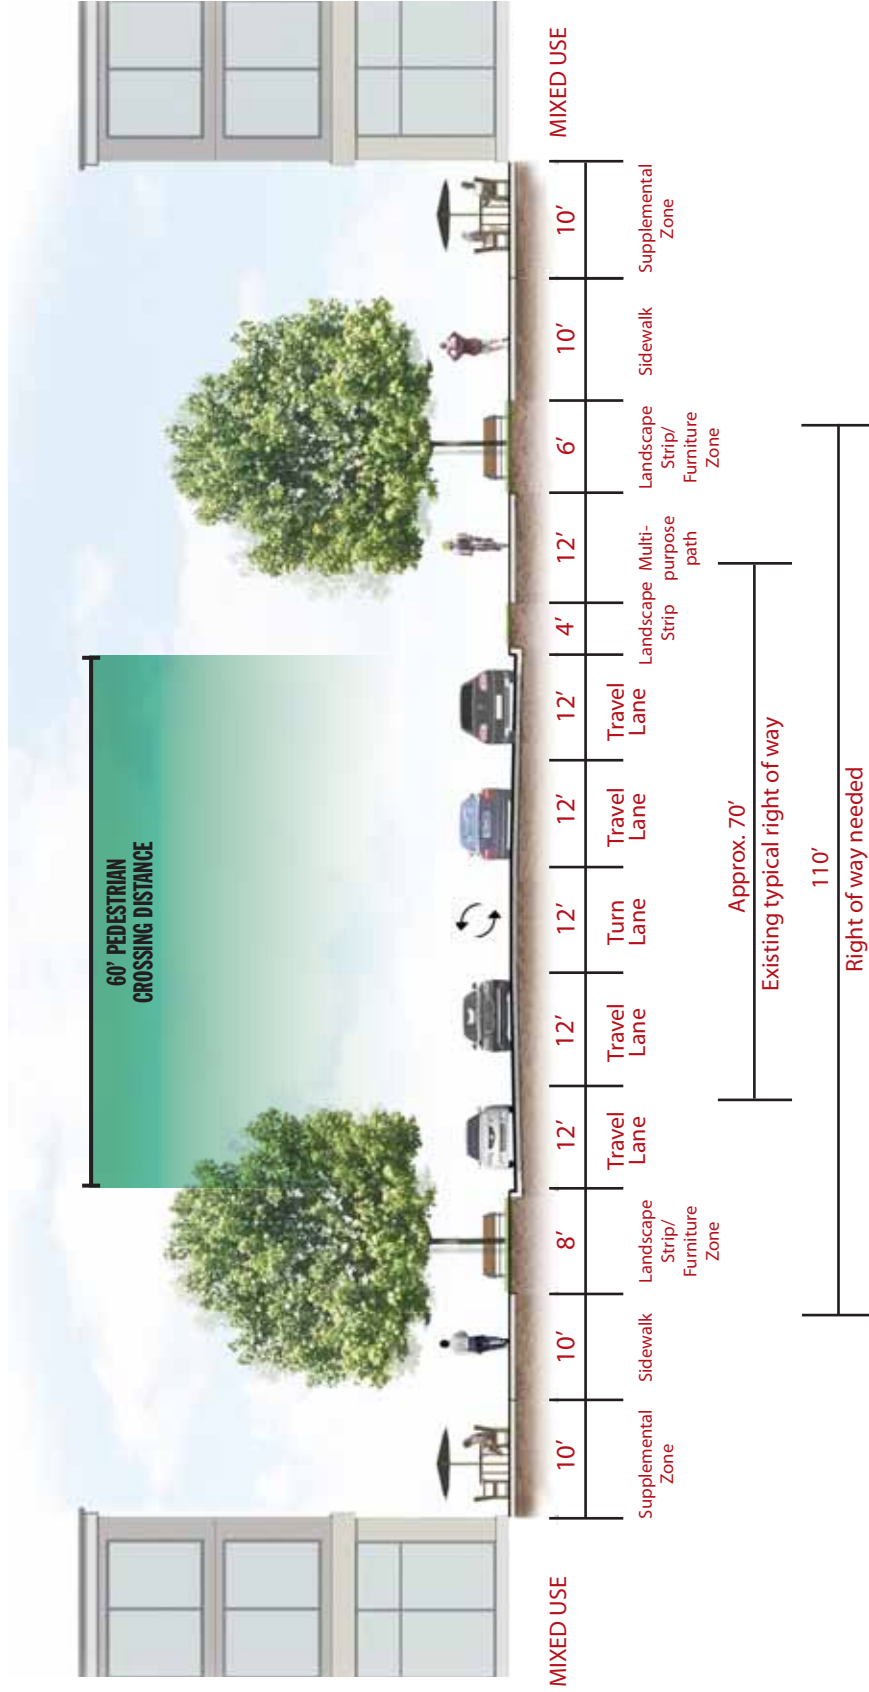 60' PEDESTRIAN
CROSSING DISTANCE
MIXED USE
10'
10'
8'
12'
12'
12'
12'
12'
4'
12'
6'
10'
10'
MIXED USE
Supplemental
Zone
Sidewalk
Landscape
Strip/
Furniture
Zone
Travel
Lane
Travel
Lane
Turn
Lane
Travel
Lane
Travel
Lane
Landscape
Strip
Multi-
purpose
path
Landscape
Strip/
Furniture
Zone
Sidewalk
Supplemental
Zone
Approx. 70'
Existing typical right of way
110'
Right of way needed